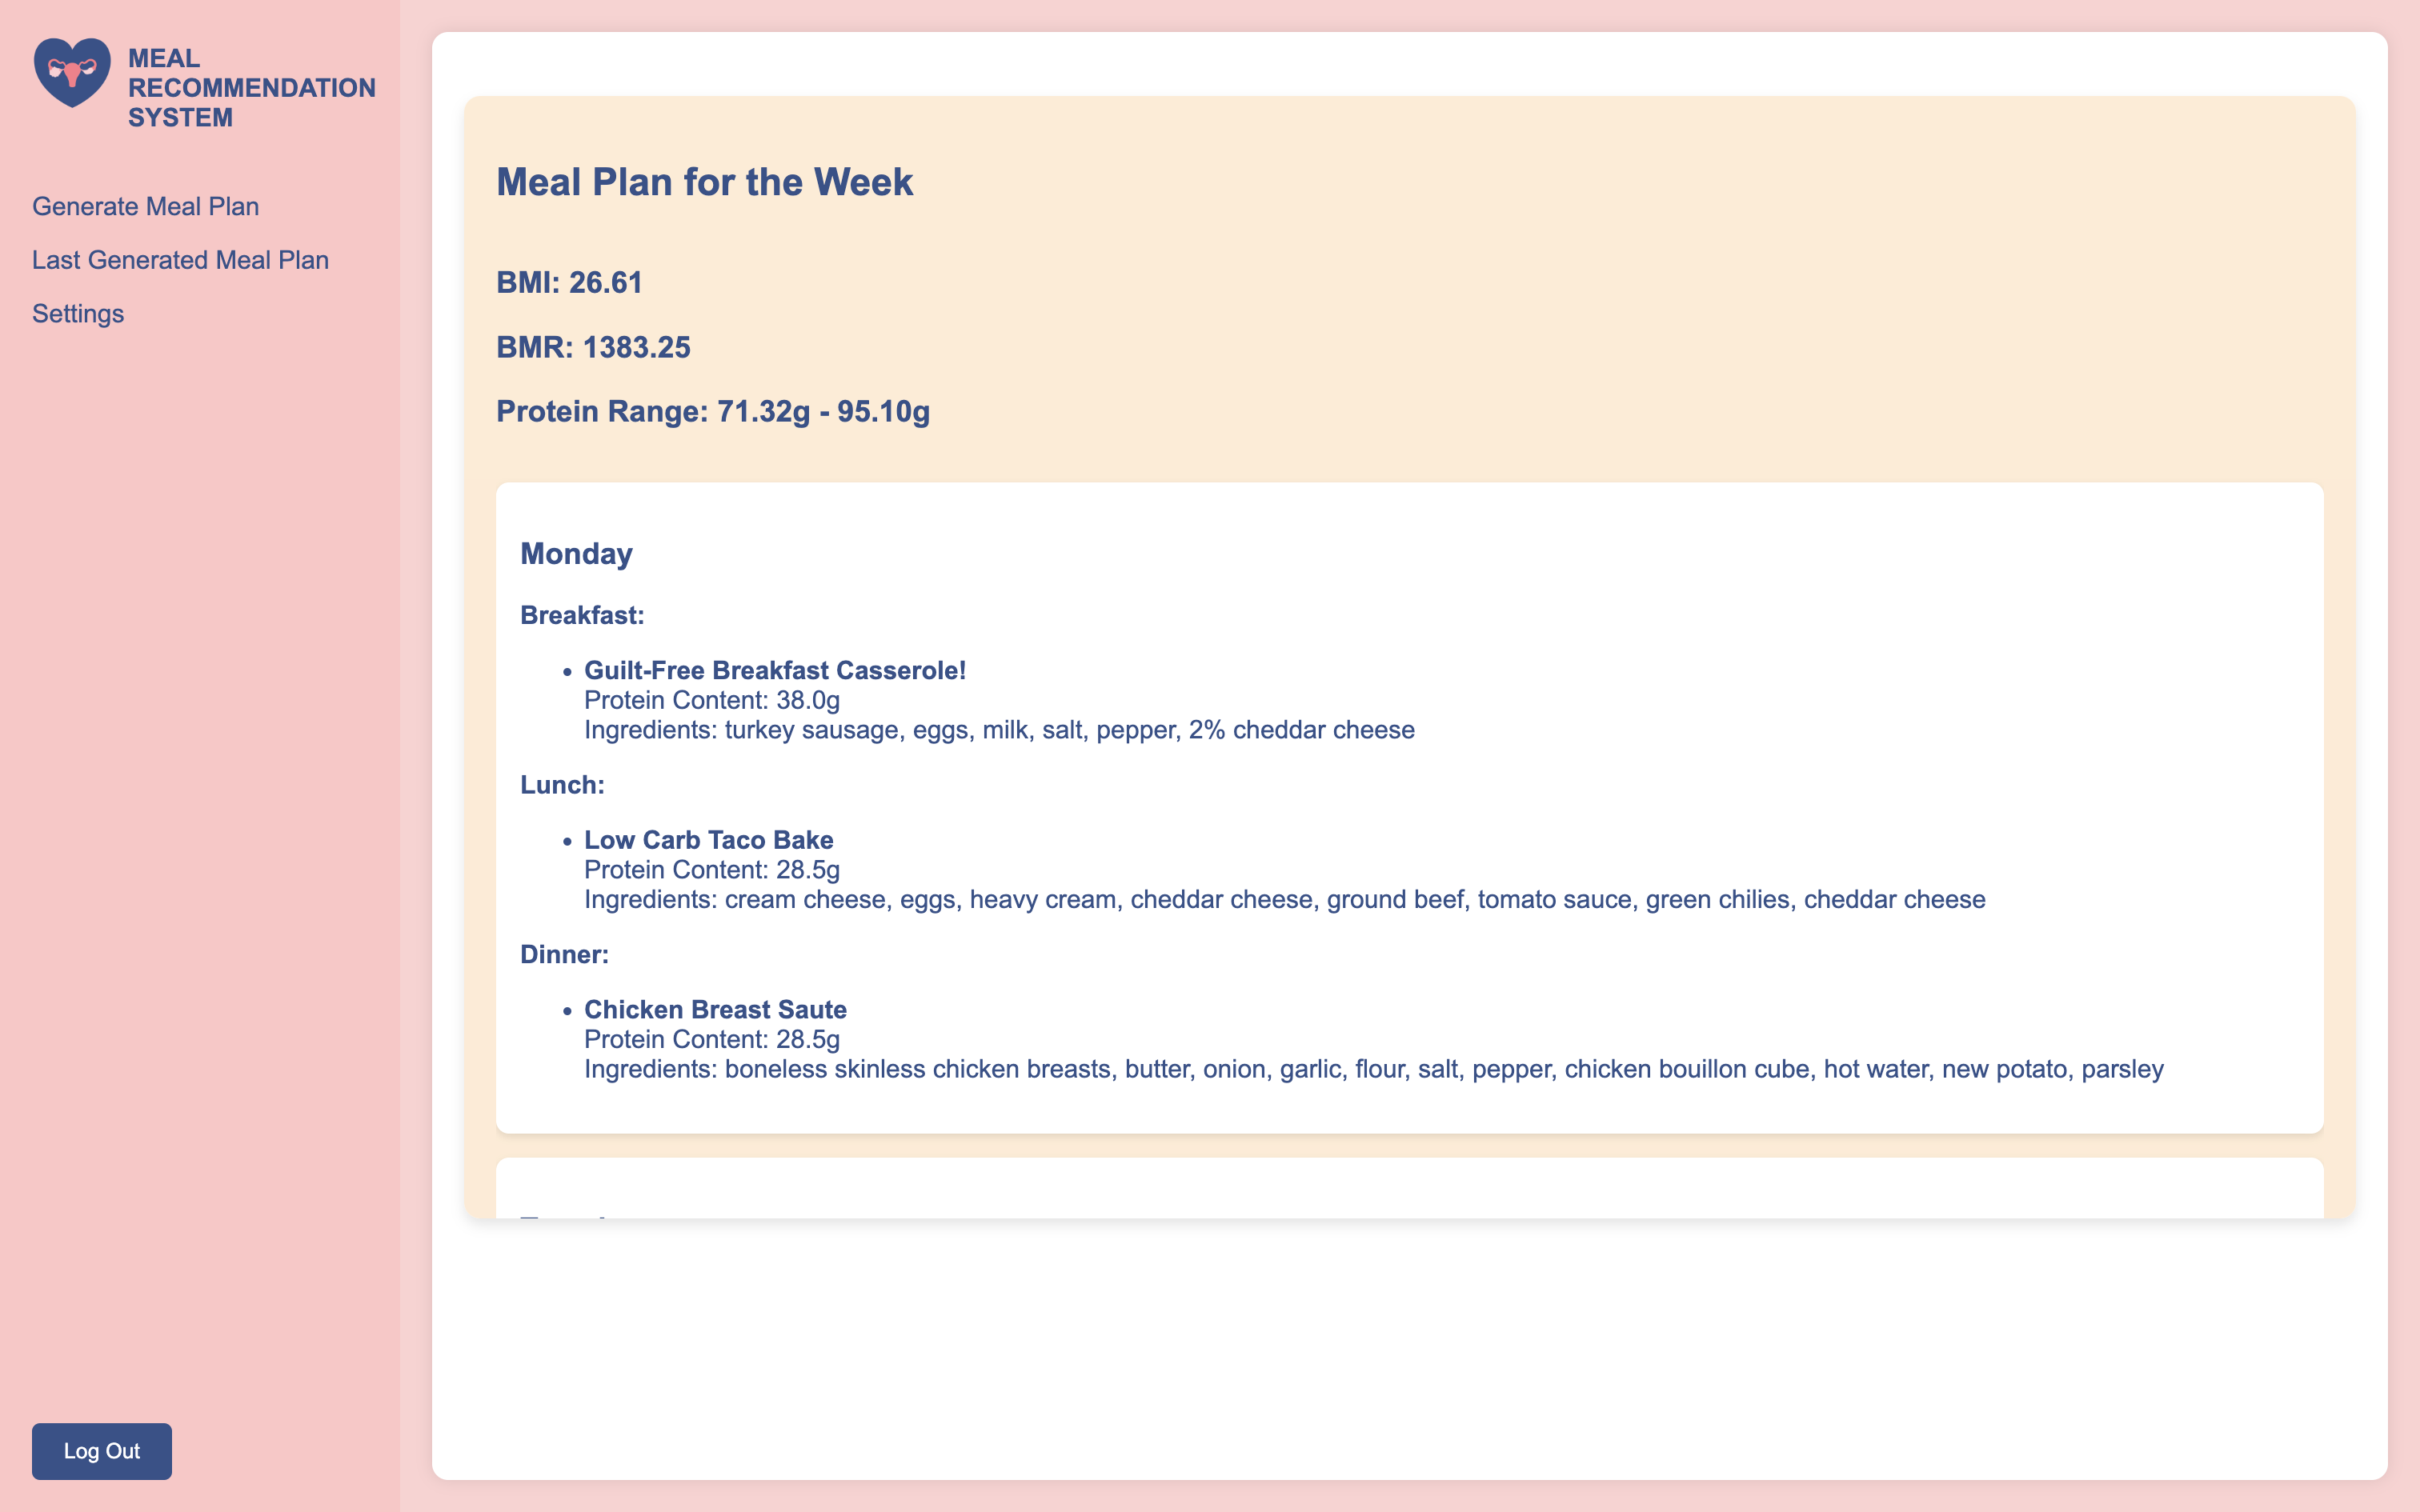 MEAL
RECOMMENDATION
SYSTEM
Generate Meal Plan
Last Generated Meal Plan
Settings
Log Out
Meal Plan for the Week
BMI: 26.61
BMR: 1383.25
Protein Range: 71.32g - 95.10g
Monday
Breakfast:
• Guilt-Free Breakfast Casserole!
Protein Content: 38.0g
Ingredients: turkey sausage, eggs, milk, salt, pepper, 2% cheddar cheese
Lunch:
• Low Carb Taco Bake
Protein Content: 28.5g
Ingredients: cream cheese, eggs, heavy cream, cheddar cheese, ground beef, tomato sauce, green chilies, cheddar cheese
Dinner:
• Chicken Breast Saute
Protein Content: 28.5g
Ingredients: boneless skinless chicken breasts, butter, onion, garlic, flour, salt, pepper, chicken bouillon cube, hot water, new potato, parsley